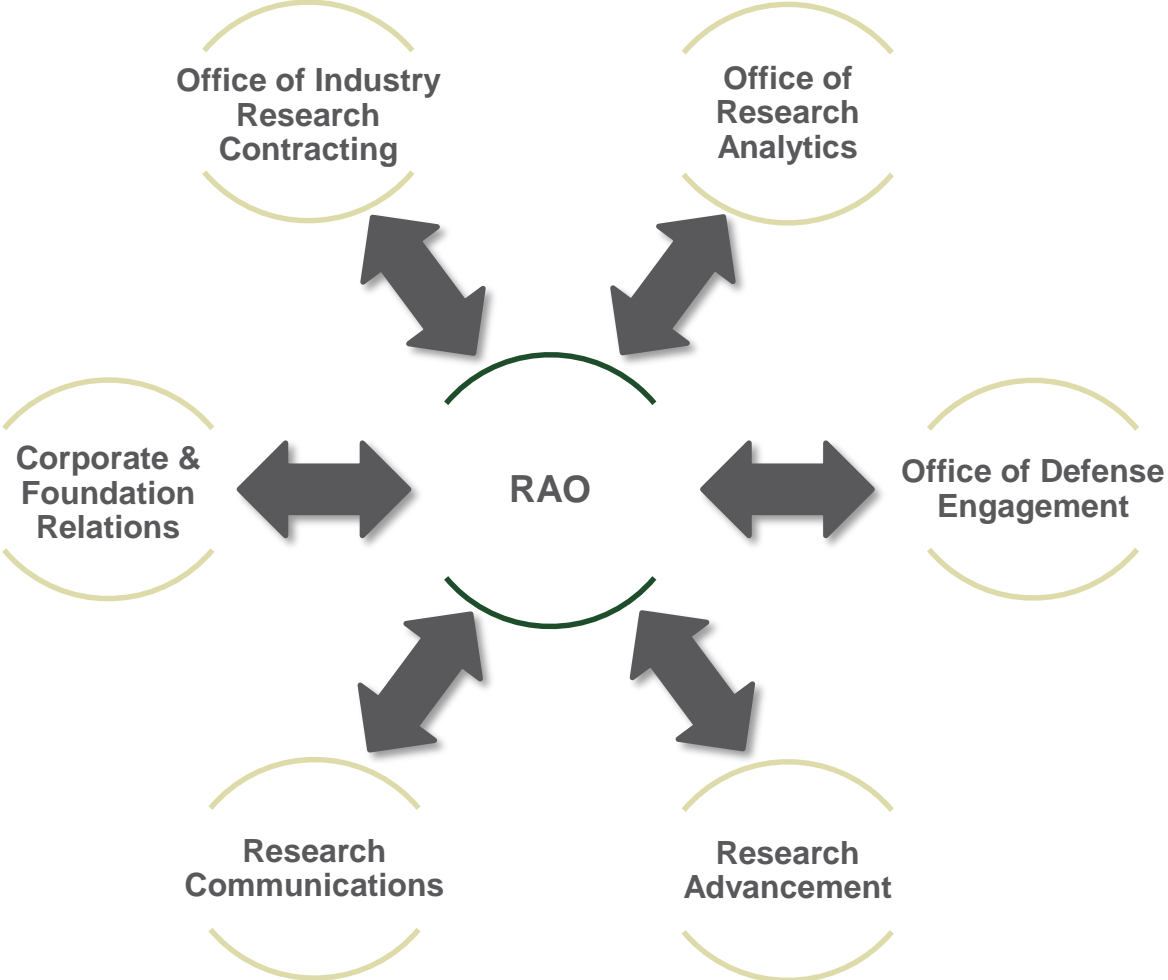 Office of Industry
Research
Contracting
Office of
Research
Analytics
Corporate &
Foundation
Relations
RAO
Office of Defense
Engagement
Research
Communications
Research
Advancement